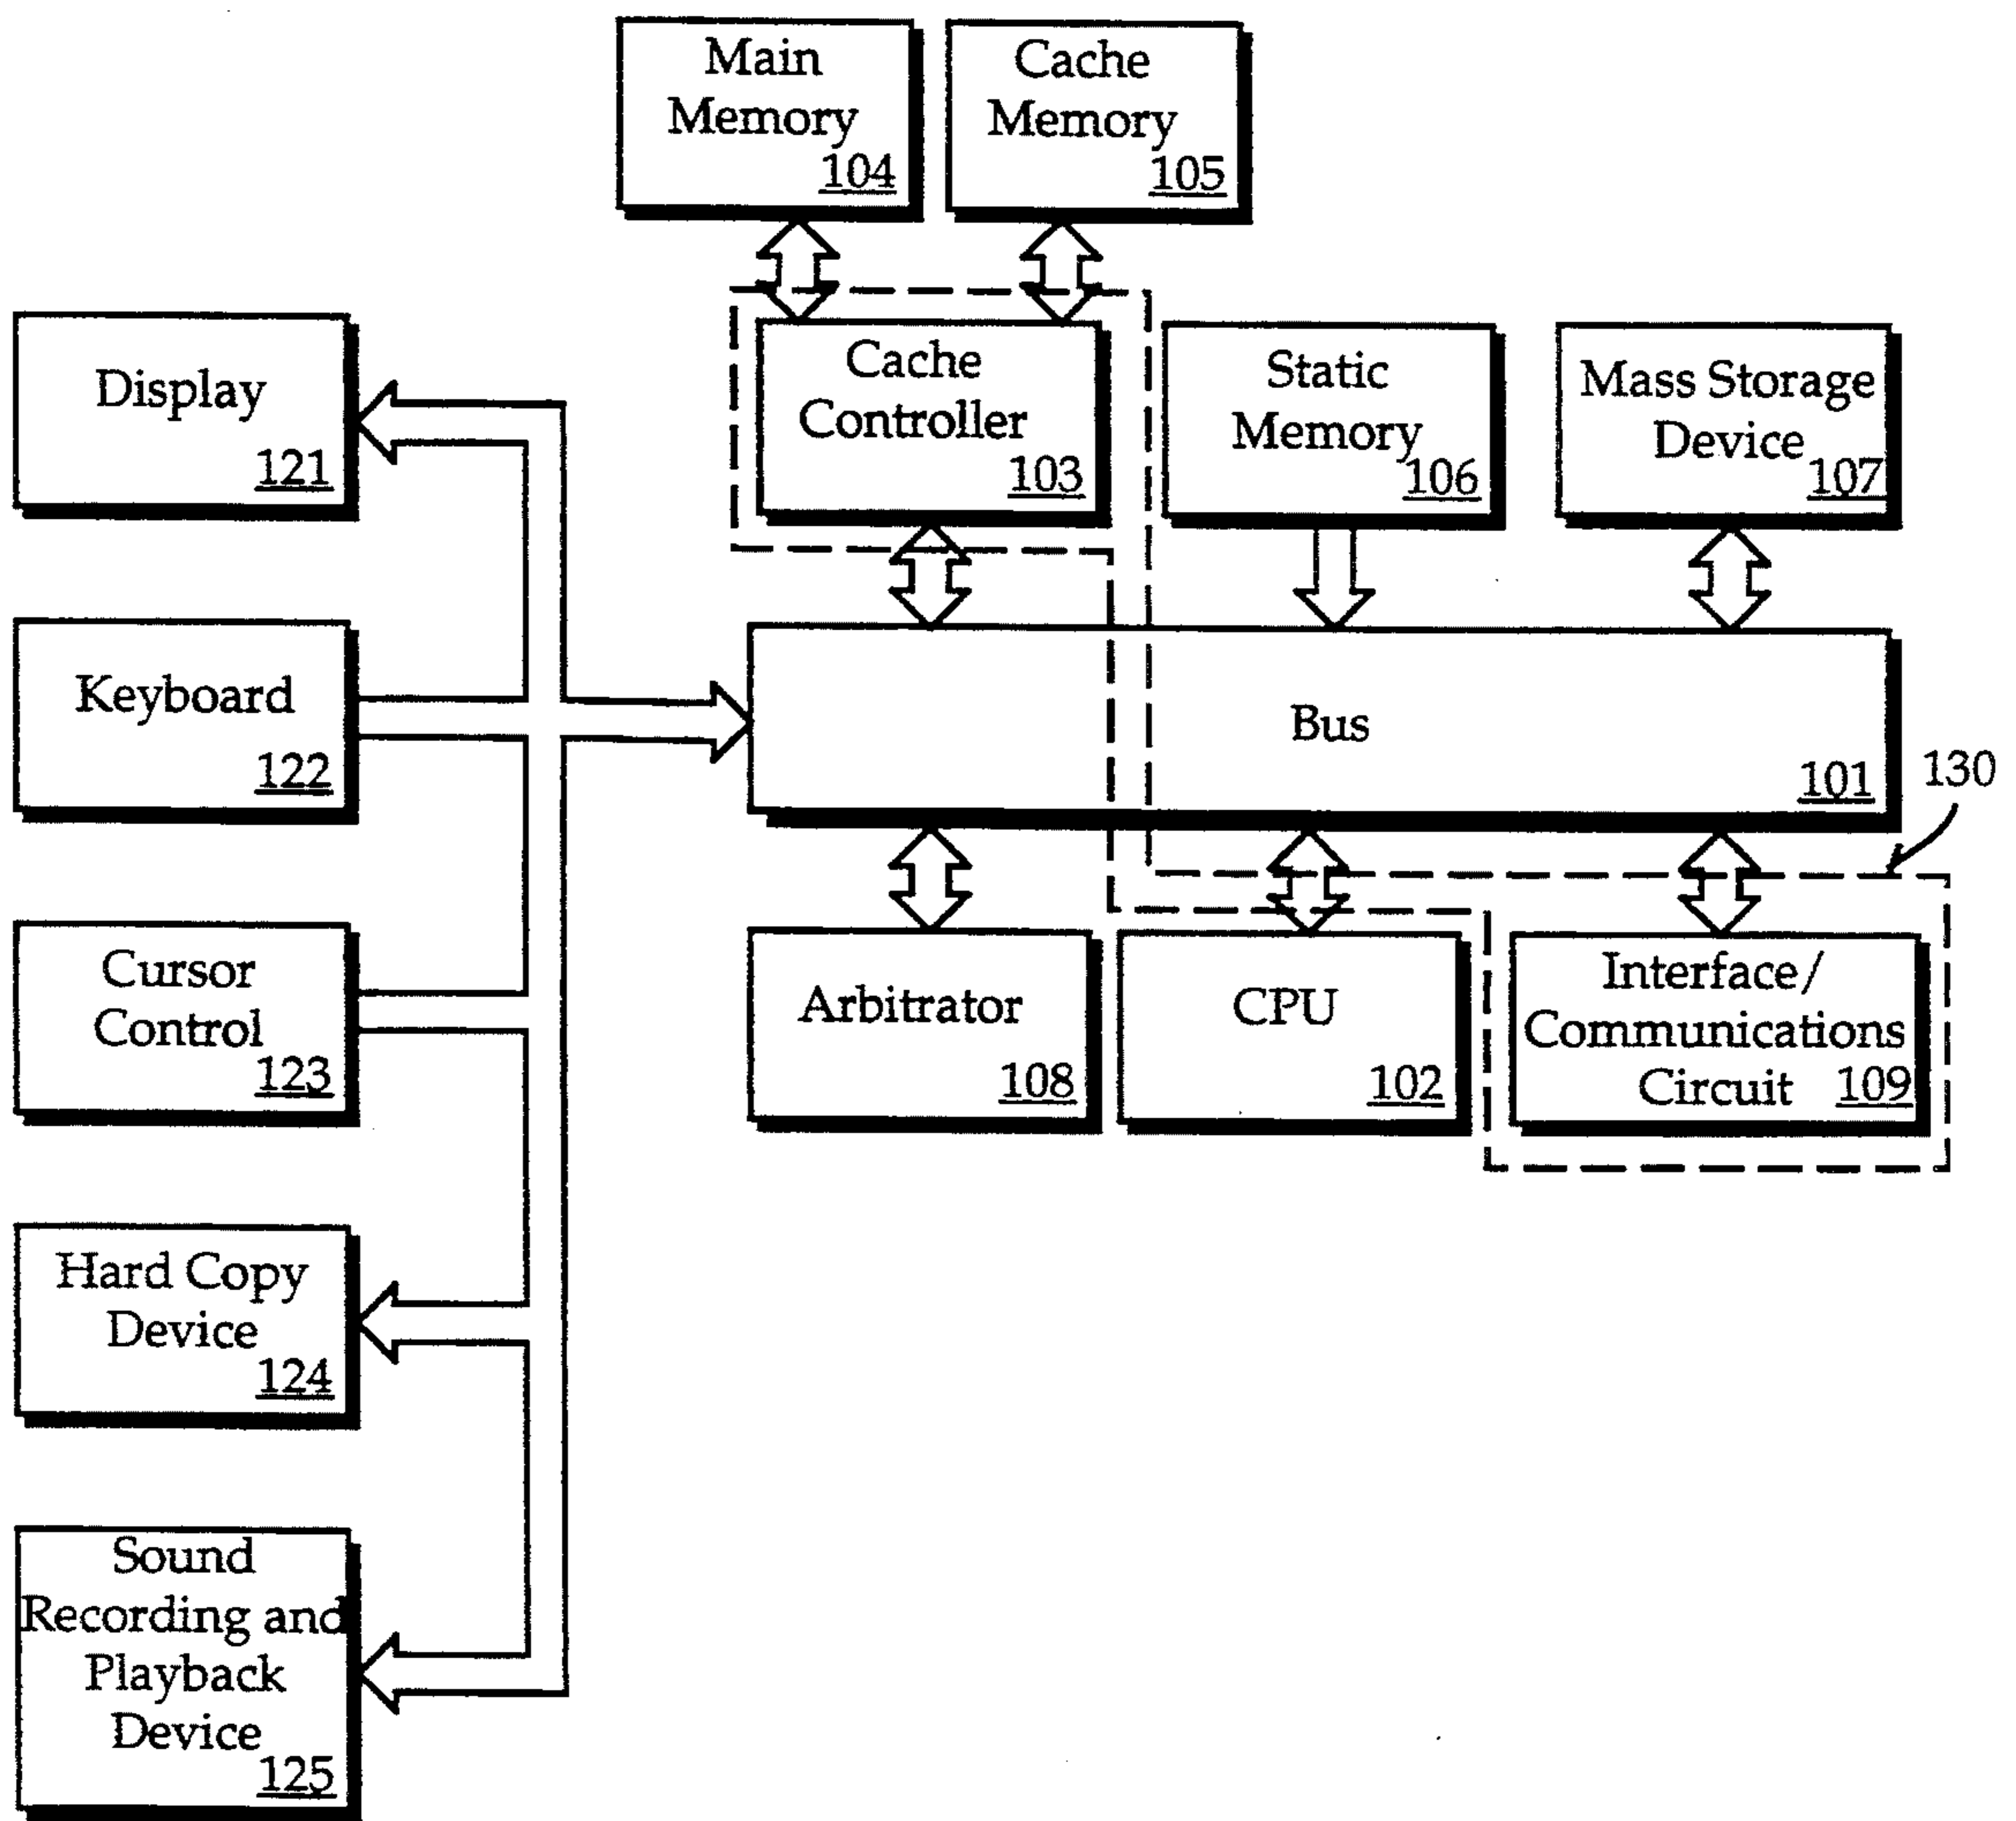 Main
Memory
104
Cache
Memory
105
Display
121
Cache
Controller
103
Static
Memory
106
Mass Storage
Device
107
Keyboard
122
Bus
101
130
Cursor
Control
123
Arbitrator
108
CPU
102
Interface/
Communications
Circuit 109
Hard Copy
Device
124
Sound
Recording and
Playback
Device
125